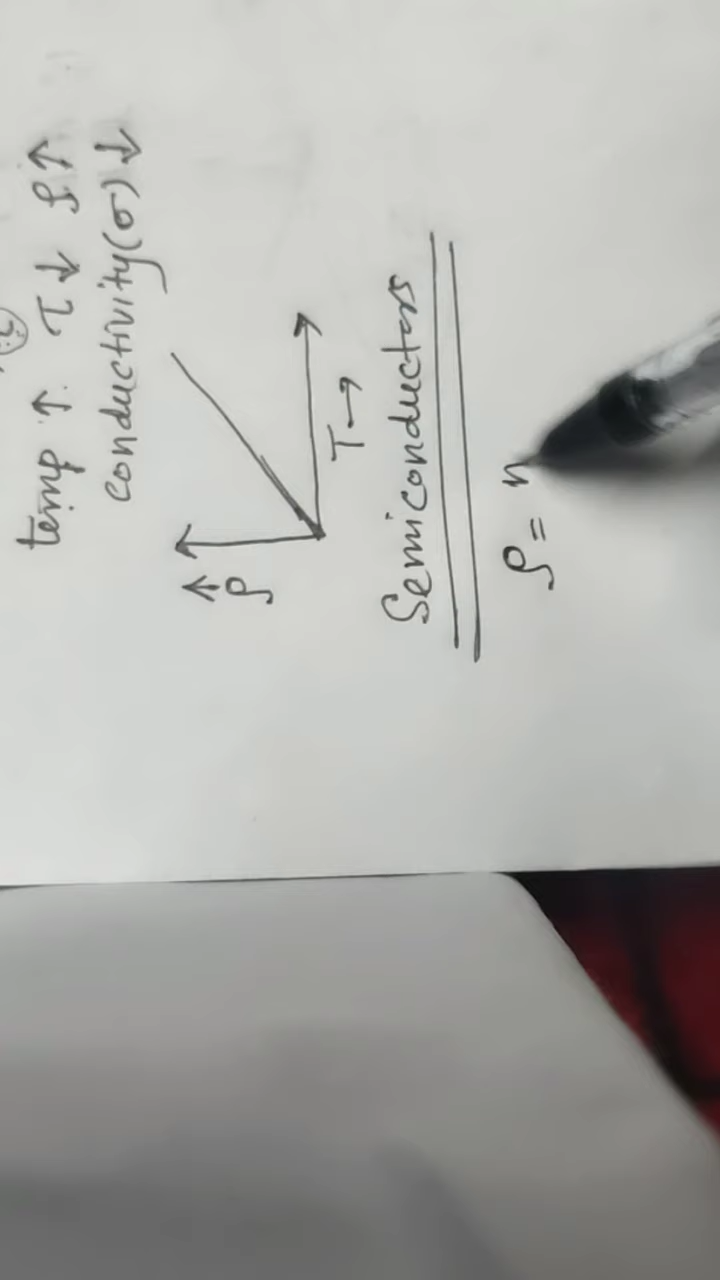 temp ↑ τ ↓ ρ ↑
conductivity(σ) ↓
↑
ρ
T→
Semiconductors
ρ = n